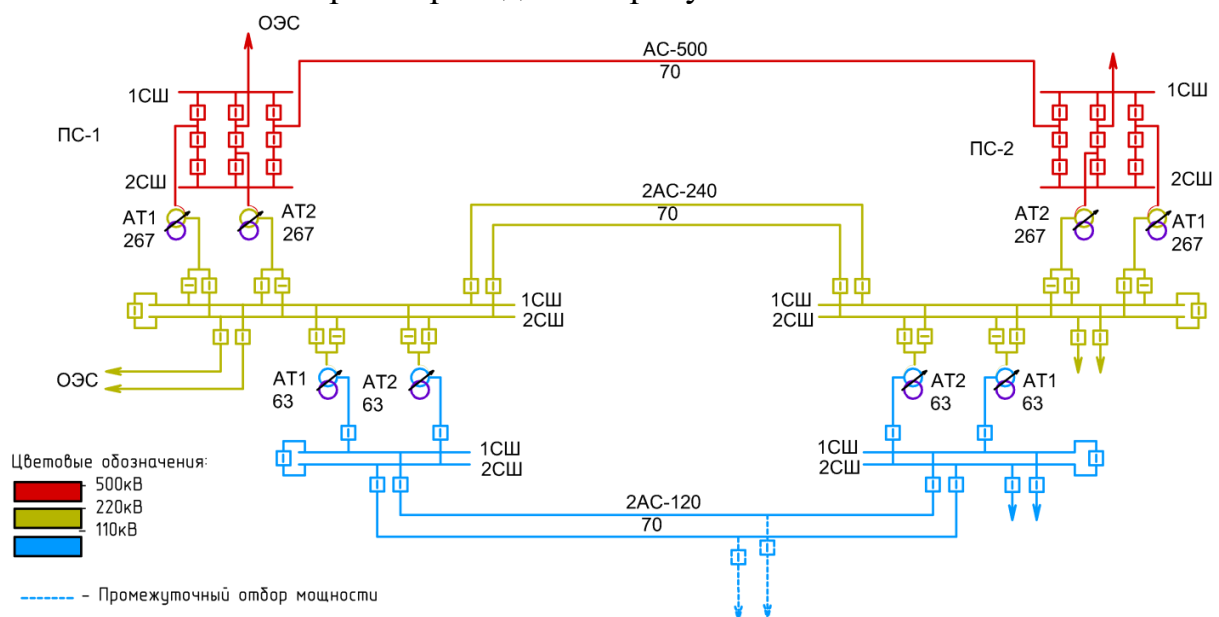 ОЭС
АС-500
70
1СШ
1СШ
ПС-1
ПС-2
2СШ
2СШ
АТ1
267
АТ2
267
2АС-240
70
АТ2
267
АТ1
267
1СШ
2СШ
1СШ
2СШ
ОЭС
АТ1
63
АТ2
63
АТ2
63
АТ1
63
1СШ
2СШ
1СШ
2СШ
Цветовые обозначения:
- 500кВ
- 220кВ
- 110кВ
2АС-120
70
- Промежуточный отбор мощности